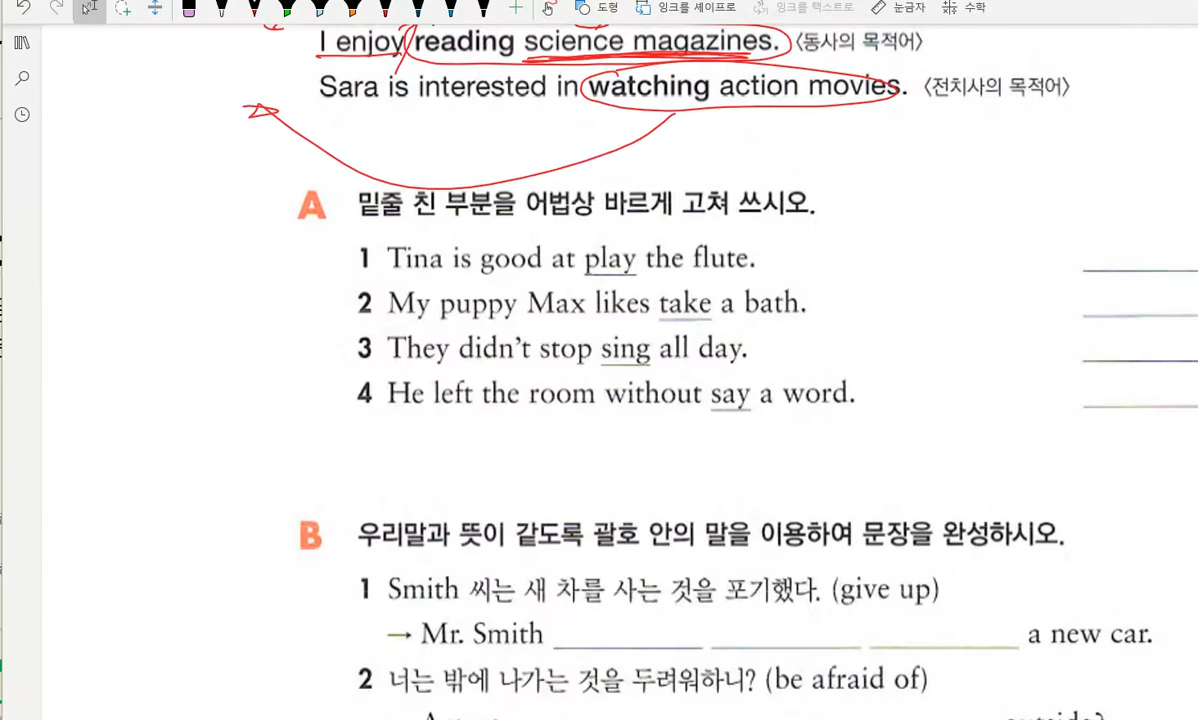 도형 잉크를 셰이프로 잉크를 텍스트로 눈금자 수학
I enjoy reading science magazines. 〈동사의 목적어〉
Sara is interested in watching action movies. 〈전치사의 목적어〉
A 밑줄 친 부분을 어법상 바르게 고쳐 쓰시오.
1 Tina is good at play the flute.
2 My puppy Max likes take a bath.
3 They didn't stop sing all day.
4 He left the room without say a word.
B 우리말과 뜻이 같도록 괄호 안의 말을 이용하여 문장을 완성하시오.
1 Smith 씨는 새 차를 사는 것을 포기했다. (give up)
→ Mr. Smith a new car.
2 너는 밖에 나가는 것을 두려워하니? (be afraid of)